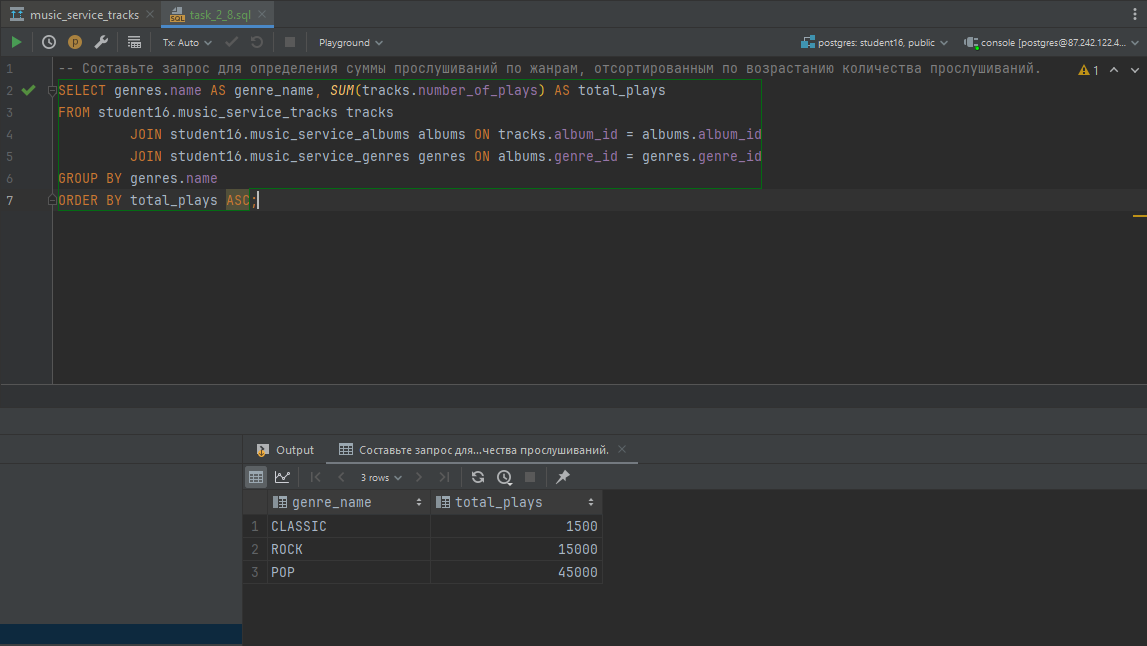 music_service_tracks task_2_8.sql
Tx: Auto Playground postgres: student16, public console [postgres@87.242.122.4...
1 -- Составьте запрос для определения суммы прослушиваний по жанрам, отсортированным по возрастанию количества прослушиваний. 1
2 SELECT genres.name AS genre_name, SUM(tracks.number_of_plays) AS total_plays
3 FROM student16.music_service_tracks tracks
4 JOIN student16.music_service_albums albums ON tracks.album_id = albums.album_id
5 JOIN student16.music_service_genres genres ON albums.genre_id = genres.genre_id
6 GROUP BY genres.name
7 ORDER BY total_plays ASC;
Output Составьте запрос для...чества прослушиваний.
3 rows
genre_name total_plays
1 CLASSIC 1500
2 ROCK 15000
3 POP 45000